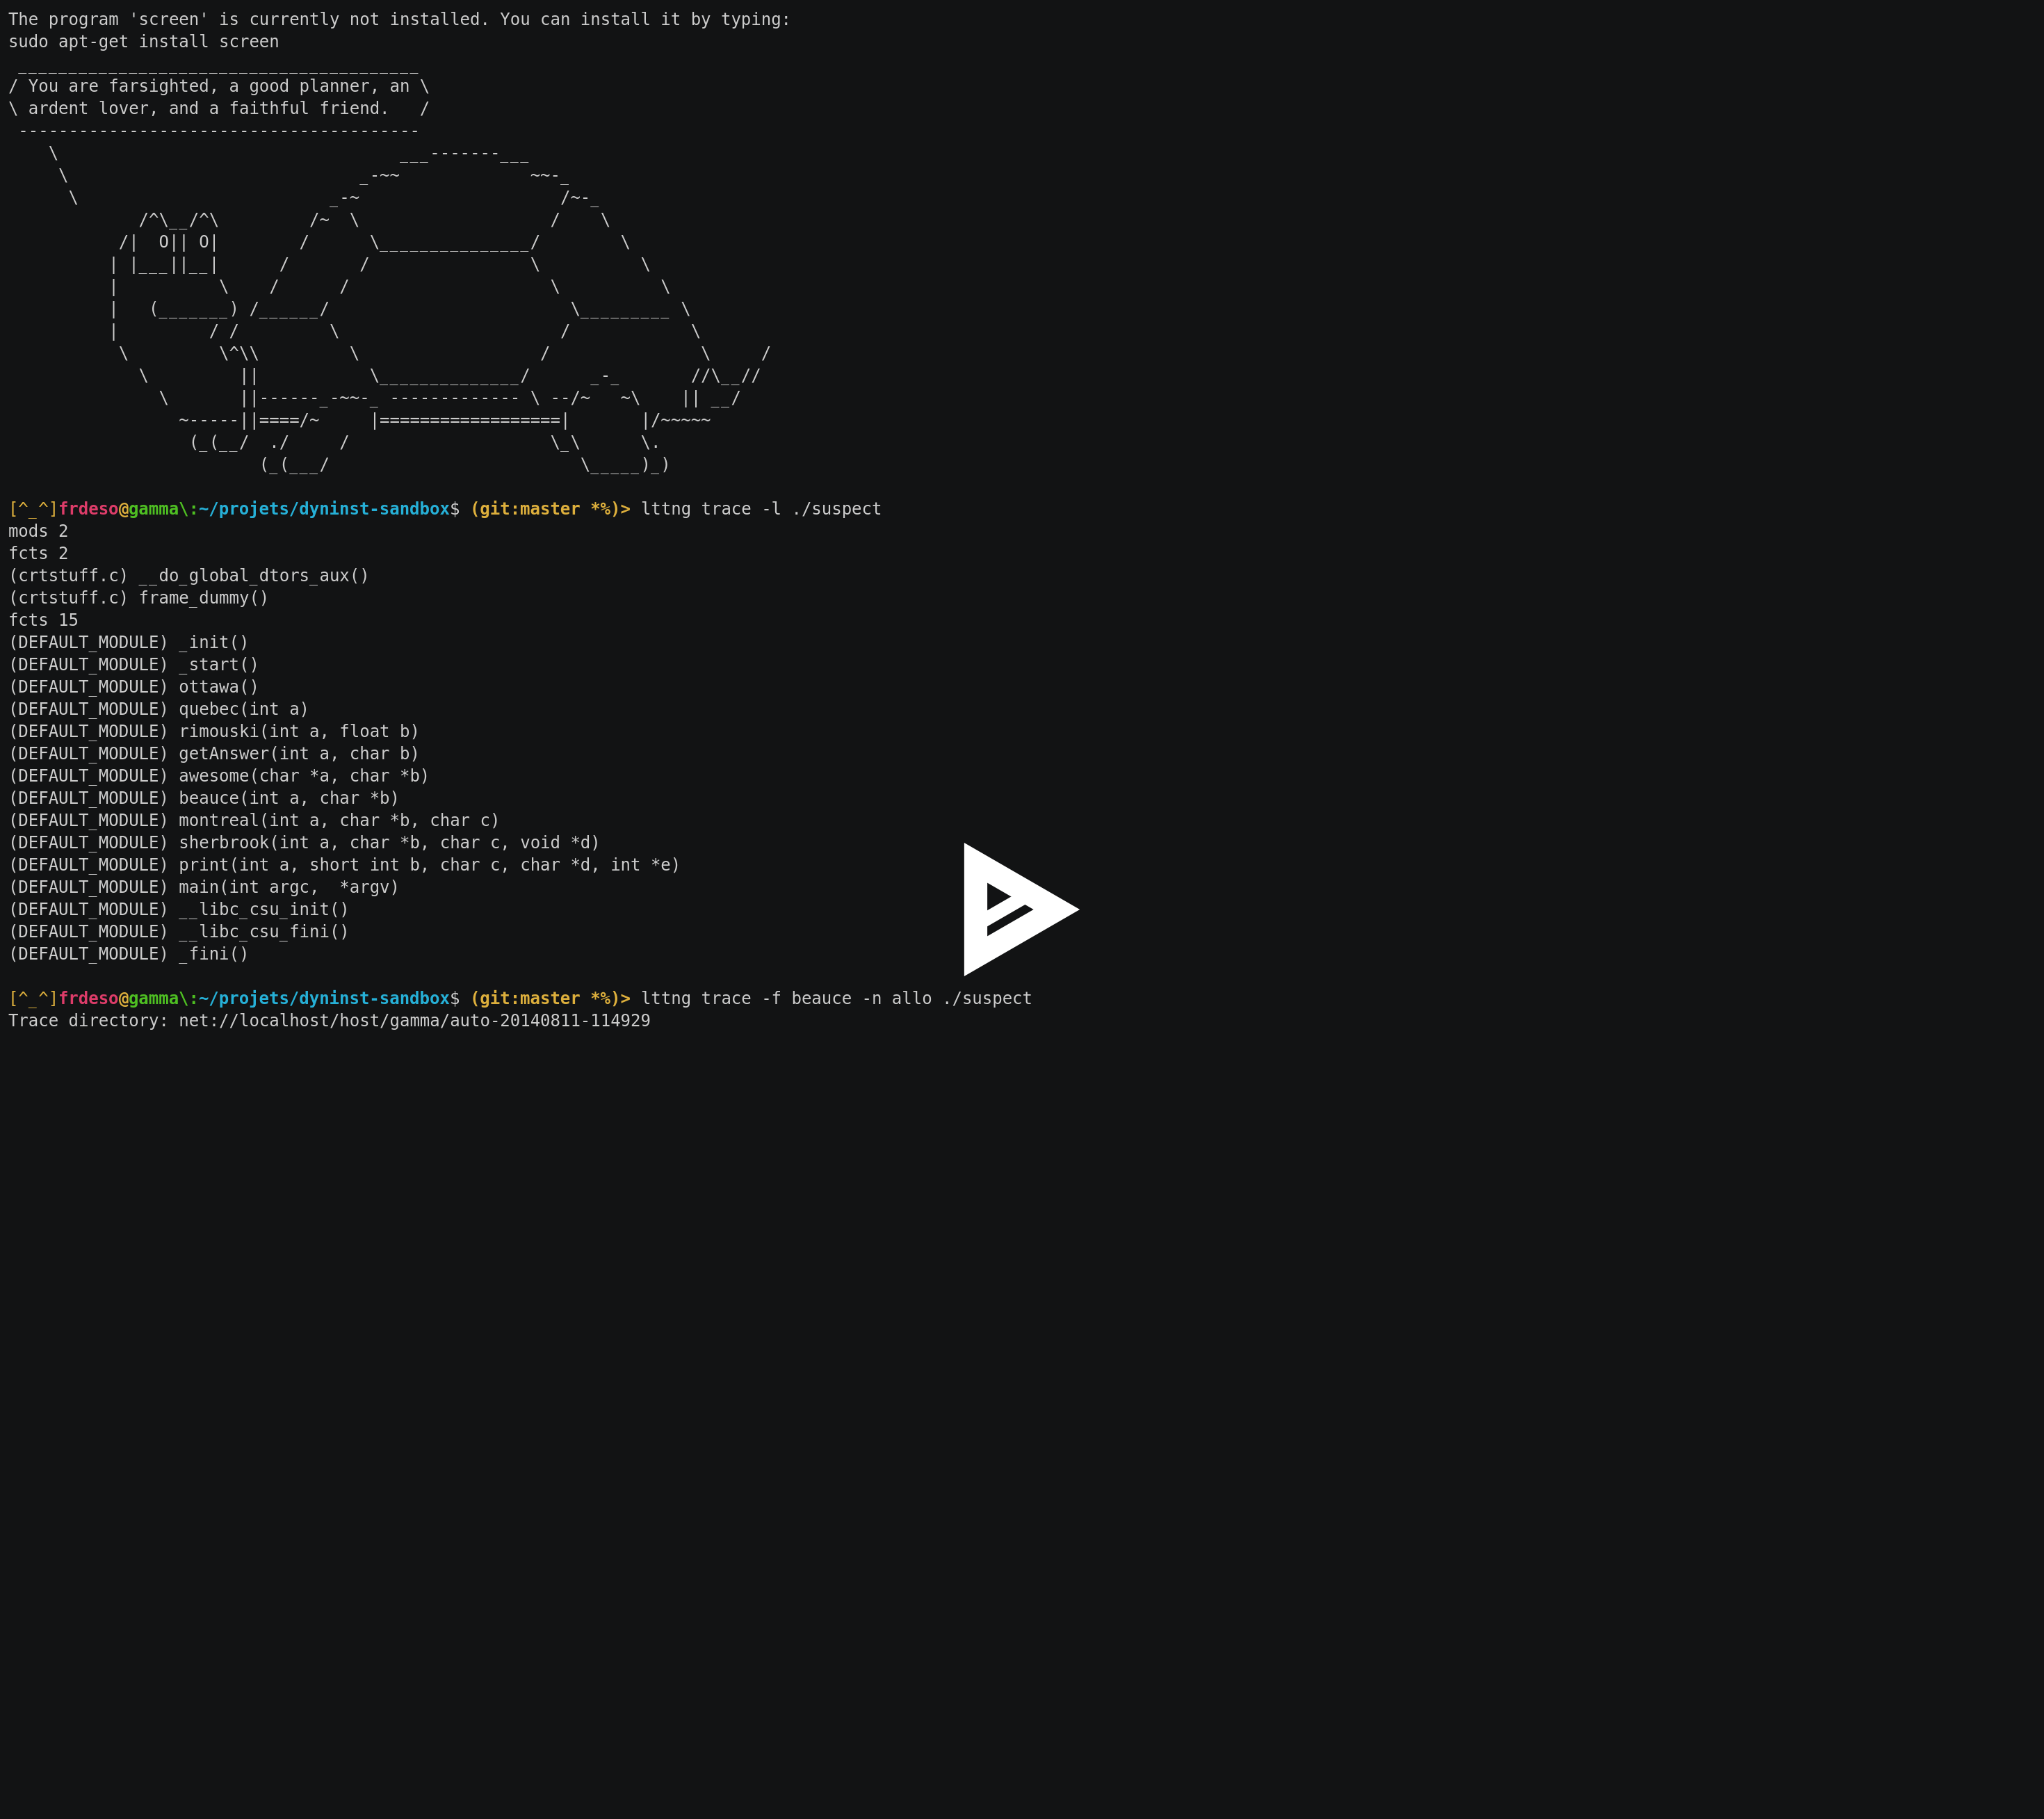 The program 'screen' is currently not installed. You can install it by typing:
sudo apt-get install screen
 ________________________________________
/ You are farsighted, a good planner, an \
\ ardent lover, and a faithful friend.   /
 ----------------------------------------
    \                                  ___-------___
     \                             _-~~             ~~-_
      \                         _-~                    /~-_
             /^\__/^\         /~  \                   /    \
           /|  O|| O|        /      \_______________/        \
          | |___||__|      /       /                \          \
          |          \    /      /                    \          \
          |   (_______) /______/                        \_________ \
          |         / /         \                      /            \
           \         \^\\         \                  /               \     /
             \         ||           \______________/      _-_       //\__//
               \       ||------_-~~-_ ------------- \ --/~   ~\    || __/
                 ~-----||====/~     |==================|       |/~~~~~
                  (_(__/  ./     /                    \_\      \.
                         (_(___/                         \_____)_)
[^_^]frdeso@gamma\:~/projets/dyninst-sandbox$ (git:master *%)> lttng trace -l ./suspect
mods 2
fcts 2
(crtstuff.c) __do_global_dtors_aux()
(crtstuff.c) frame_dummy()
fcts 15
(DEFAULT_MODULE) _init()
(DEFAULT_MODULE) _start()
(DEFAULT_MODULE) ottawa()
(DEFAULT_MODULE) quebec(int a)
(DEFAULT_MODULE) rimouski(int a, float b)
(DEFAULT_MODULE) getAnswer(int a, char b)
(DEFAULT_MODULE) awesome(char *a, char *b)
(DEFAULT_MODULE) beauce(int a, char *b)
(DEFAULT_MODULE) montreal(int a, char *b, char c)
(DEFAULT_MODULE) sherbrook(int a, char *b, char c, void *d)
(DEFAULT_MODULE) print(int a, short int b, char c, char *d, int *e)
(DEFAULT_MODULE) main(int argc,  *argv)
(DEFAULT_MODULE) __libc_csu_init()
(DEFAULT_MODULE) __libc_csu_fini()
(DEFAULT_MODULE) _fini()
[^_^]frdeso@gamma\:~/projets/dyninst-sandbox$ (git:master *%)> lttng trace -f beauce -n allo ./suspect
Trace directory: net://localhost/host/gamma/auto-20140811-114929